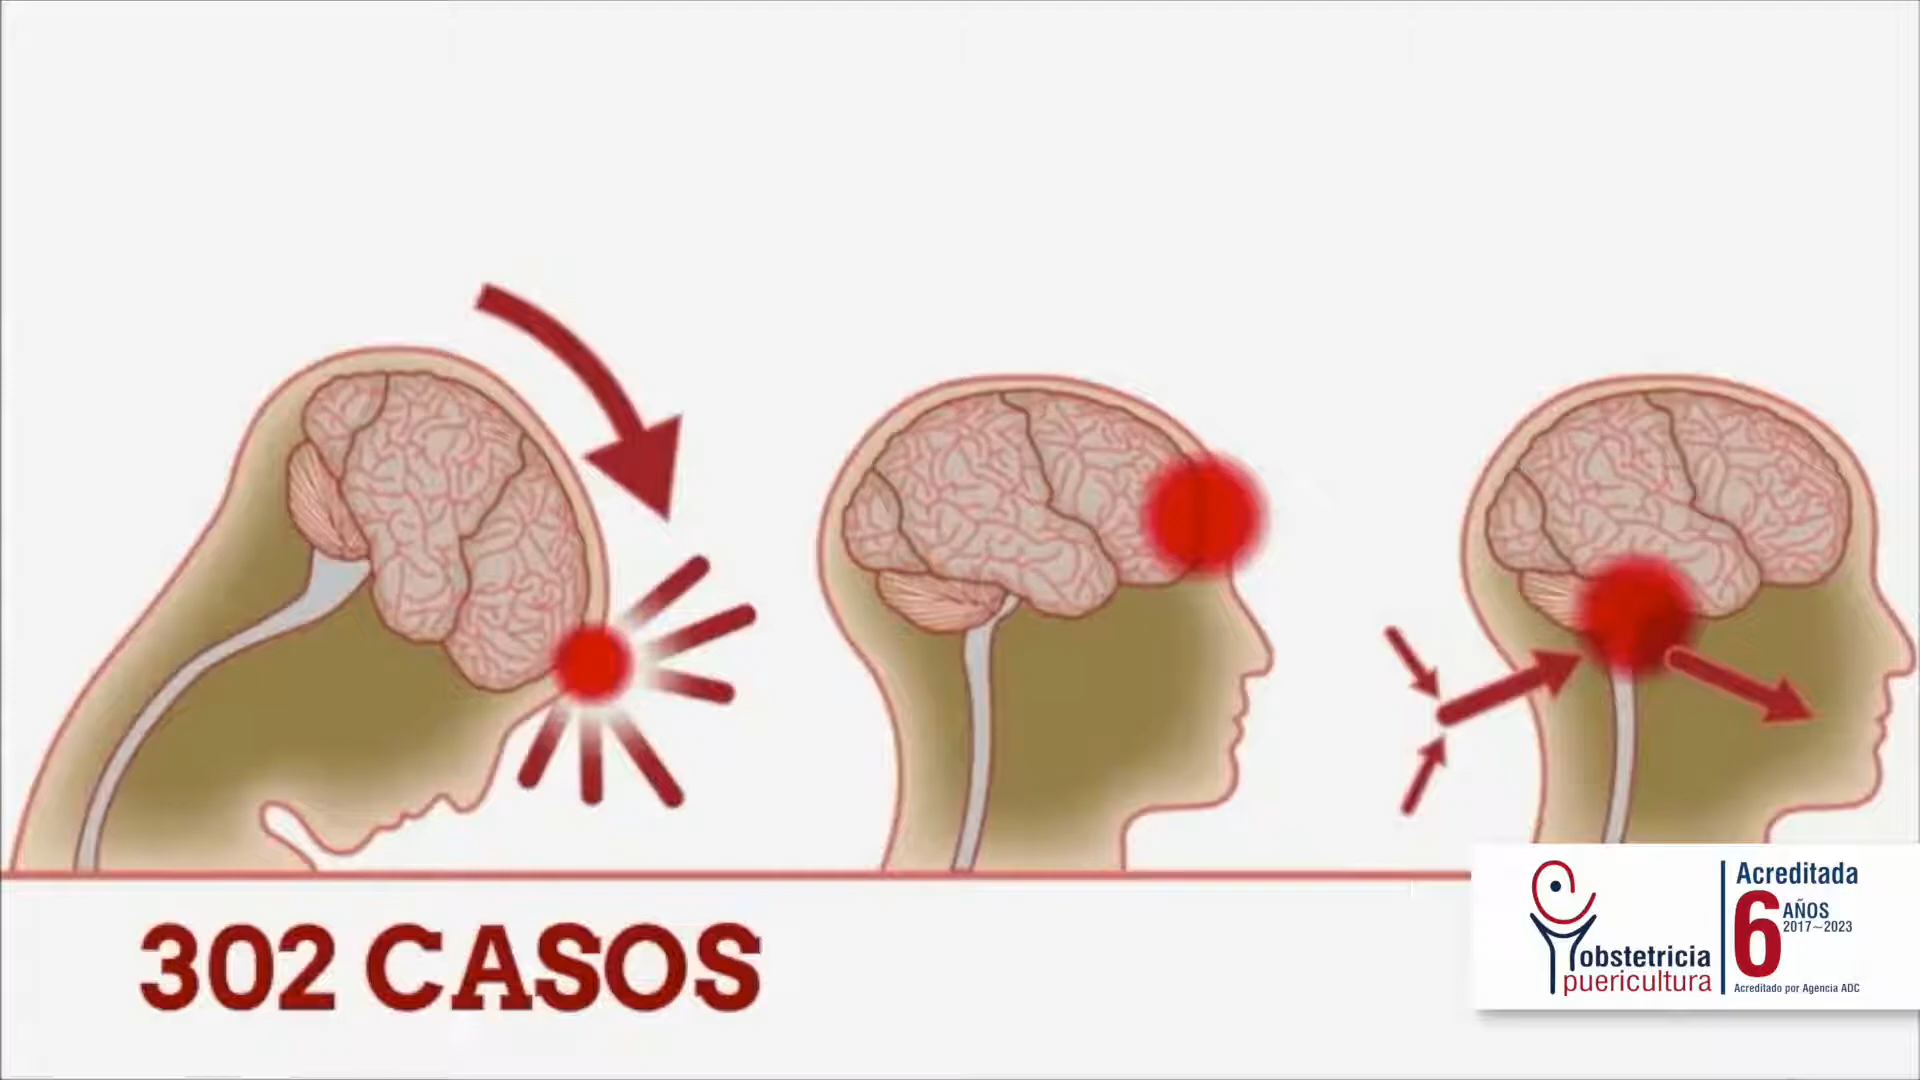 302 CASOS
obstetricia
puericultura
Acreditada
6 AÑOS
2017~2023
Acreditado por Agencia ADC